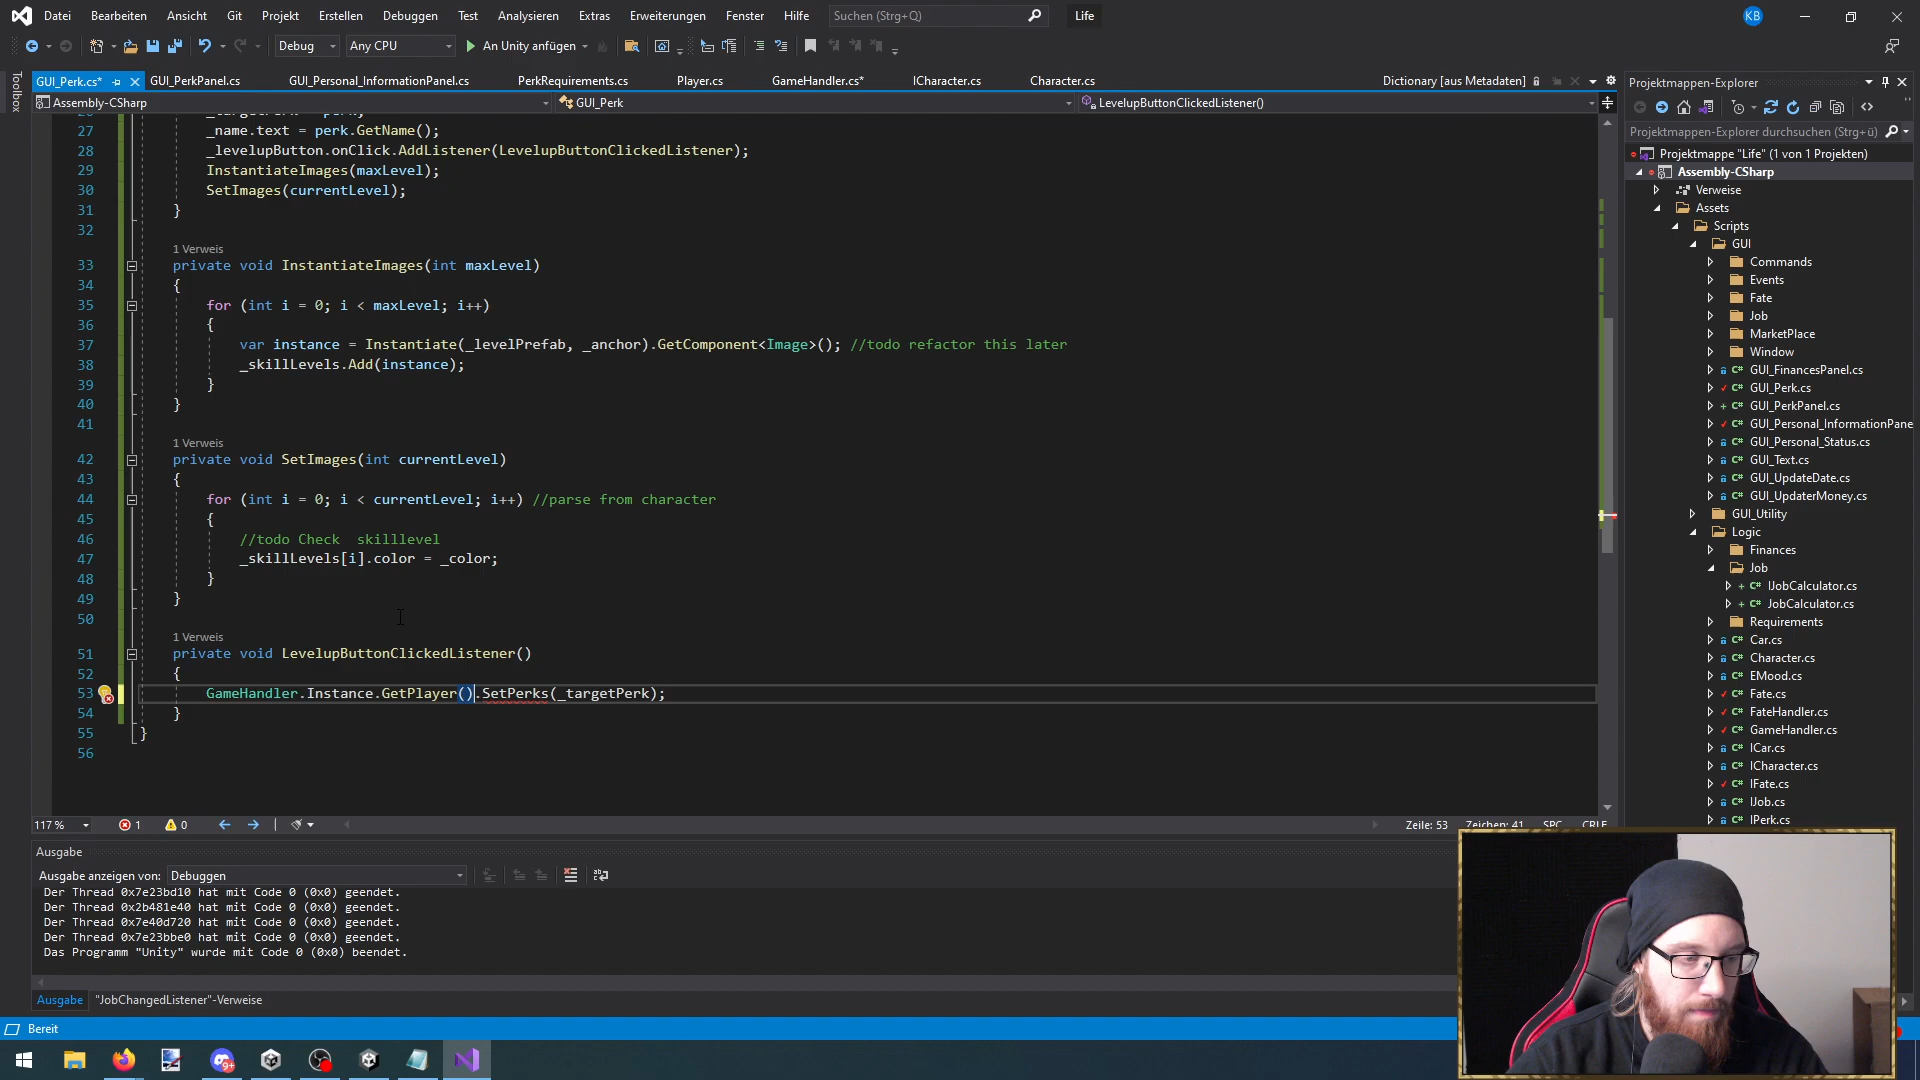 Datei Bearbeiten Ansicht Git Projekt Erstellen Debuggen Test Analysieren Extras Erweiterungen Fenster Hilfe Suchen (Strg+Q) Life KB
Debug Any CPU An Unity anfügen
Toolbox
GUI_Perk.cs* GUI_PerkPanel.cs GUI_Personal_InformationPanel.cs PerkRequirements.cs Player.cs GameHandler.cs* ICharacter.cs Character.cs Dictionary [aus Metadaten]
Assembly-CSharp GUI_Perk LevelupButtonClickedListener()
27 _name.text = perk.GetName();
28 _levelupButton.onClick.AddListener(LevelupButtonClickedListener);
29 InstantiateImages(maxLevel);
30 SetImages(currentLevel);
31 }
32
1 Verweis
33 private void InstantiateImages(int maxLevel)
34 {
35 for (int i = 0; i < maxLevel; i++)
36 {
37 var instance = Instantiate(_levelPrefab, _anchor).GetComponent<Image>(); //todo refactor this later
38 _skillLevels.Add(instance);
39 }
40 }
41
1 Verweis
42 private void SetImages(int currentLevel)
43 {
44 for (int i = 0; i < currentLevel; i++) //parse from character
45 {
46 //todo Check  skilllevel
47 _skillLevels[i].color = _color;
48 }
49 }
50
1 Verweis
51 private void LevelupButtonClickedListener()
52 {
53 GameHandler.Instance.GetPlayer().SetPerks(_targetPerk);
54 }
55 }
56
117 % 1 0 Zeile: 53 Zeichen: 41 SPC CRLF
Ausgabe
Ausgabe anzeigen von: Debuggen
Der Thread 0x7e23bd10 hat mit Code 0 (0x0) geendet.
Der Thread 0x2b481e40 hat mit Code 0 (0x0) geendet.
Der Thread 0x7e40d720 hat mit Code 0 (0x0) geendet.
Der Thread 0x7e23bbe0 hat mit Code 0 (0x0) geendet.
Das Programm "Unity" wurde mit Code 0 (0x0) beendet.
Ausgabe "JobChangedListener"-Verweise
Bereit
Projektmappen-Explorer
Projektmappen-Explorer durchsuchen (Strg+ü)
Projektmappe "Life" (1 von 1 Projekten)
Assembly-CSharp
Verweise
Assets
Scripts
GUI
Commands
Events
Fate
Job
MarketPlace
Window
GUI_FinancesPanel.cs
GUI_Perk.cs
GUI_PerkPanel.cs
GUI_Personal_InformationPane
GUI_Personal_Status.cs
GUI_Text.cs
GUI_UpdateDate.cs
GUI_UpdaterMoney.cs
GUI_Utility
Logic
Finances
Job
IJobCalculator.cs
JobCalculator.cs
Requirements
Car.cs
Character.cs
EMood.cs
Fate.cs
FateHandler.cs
GameHandler.cs
ICar.cs
ICharacter.cs
IFate.cs
IJob.cs
IPerk.cs
9+